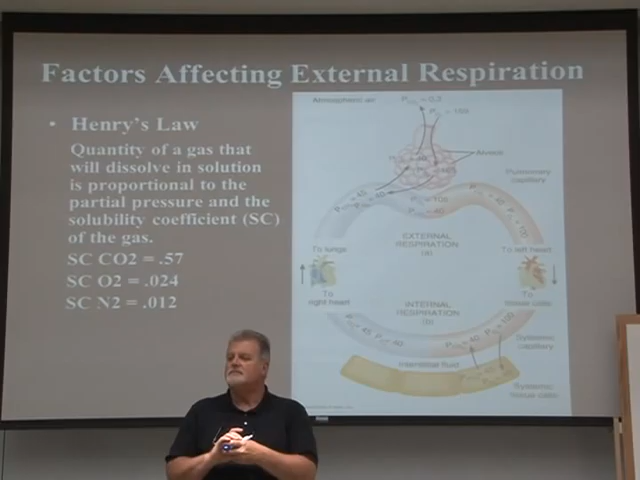 Factors Affecting External Respiration
• Henry's Law
Quantity of a gas that
will dissolve in solution
is proportional to the
partial pressure and the
solubility coefficient (SC)
of the gas.
SC CO2 = .57
SC O2 = .024
SC N2 = .012
Atmospheric air
Alveoli
Pulmonary
capillary
EXTERNAL
RESPIRATION
(a)
To lungs
To left heart
To
right heart
To
tissue cells
INTERNAL
RESPIRATION
(b)
Systemic
capillary
Interstitial fluid
Systemic
tissue cells